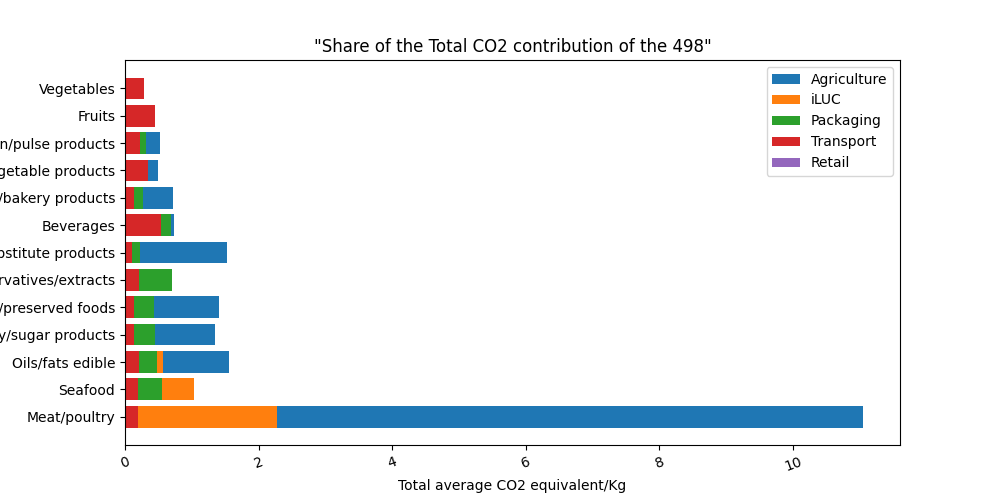 "Share of the Total CO2 contribution of the 498"
Agriculture
iLUC
Packaging
Transport
Retail
Vegetables
Fruits
n/pulse products
getable products
/bakery products
Beverages
ostitute products
rvatives/extracts
/preserved foods
y/sugar products
Oils/fats edible
Seafood
Meat/poultry
0 2 4 6 8 10
Total average CO2 equivalent/Kg